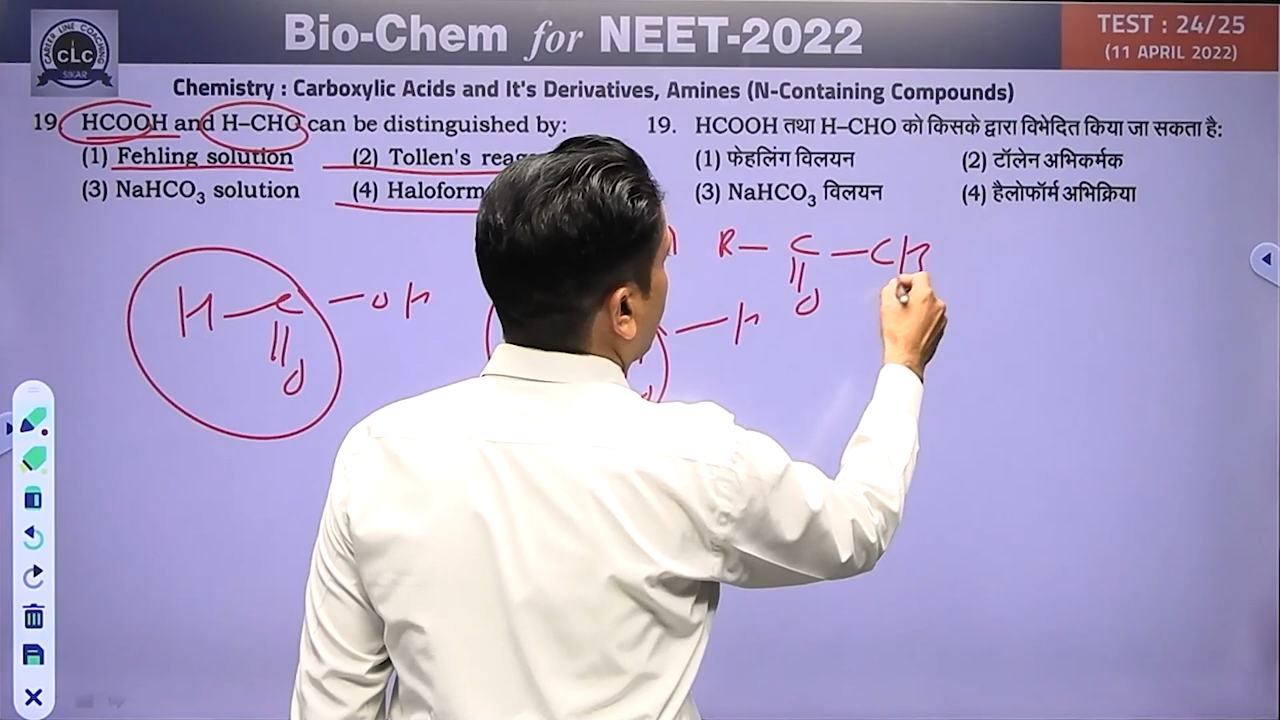 Bio-Chem for NEET-2022
TEST : 24/25
(11 APRIL 2022)
CAREER LINE COACHING
CLC
SIKAR
Chemistry : Carboxylic Acids and It's Derivatives, Amines (N-Containing Compounds)
19. HCOOH and H–CHO can be distinguished by:
(1) Fehling solution (2) Tollen's
(3) NaHCO₃ solution (4) Haloform
19. HCOOH तथा H–CHO को किसके द्वारा विभेदित किया जा सकता है:
(1) फेहलिंग विलयन (2) टॉलेन अभिकर्मक
(3) NaHCO₃ विलयन (4) हैलोफॉर्म अभिक्रिया
R – C – CH
O
H – C – OH
O
H